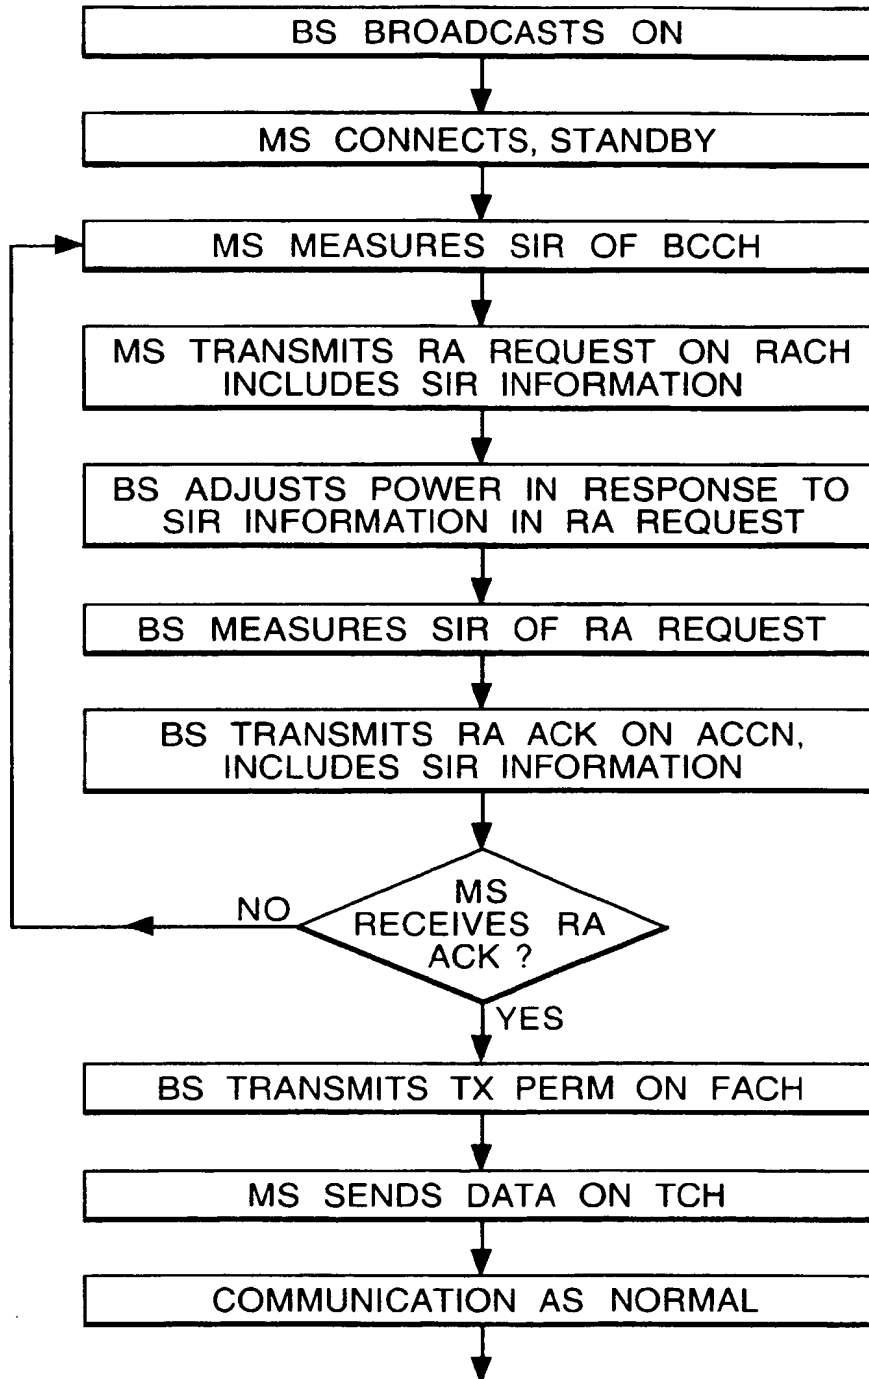 BS BROADCASTS ON
MS CONNECTS, STANDBY
MS MEASURES SIR OF BCCH
MS TRANSMITS RA REQUEST ON RACH
INCLUDES SIR INFORMATION
BS ADJUSTS POWER IN RESPONSE TO
SIR INFORMATION IN RA REQUEST
BS MEASURES SIR OF RA REQUEST
BS TRANSMITS RA ACK ON ACCN,
INCLUDES SIR INFORMATION
MS
RECEIVES RA
ACK ?
NO
YES
BS TRANSMITS TX PERM ON FACH
MS SENDS DATA ON TCH
COMMUNICATION AS NORMAL